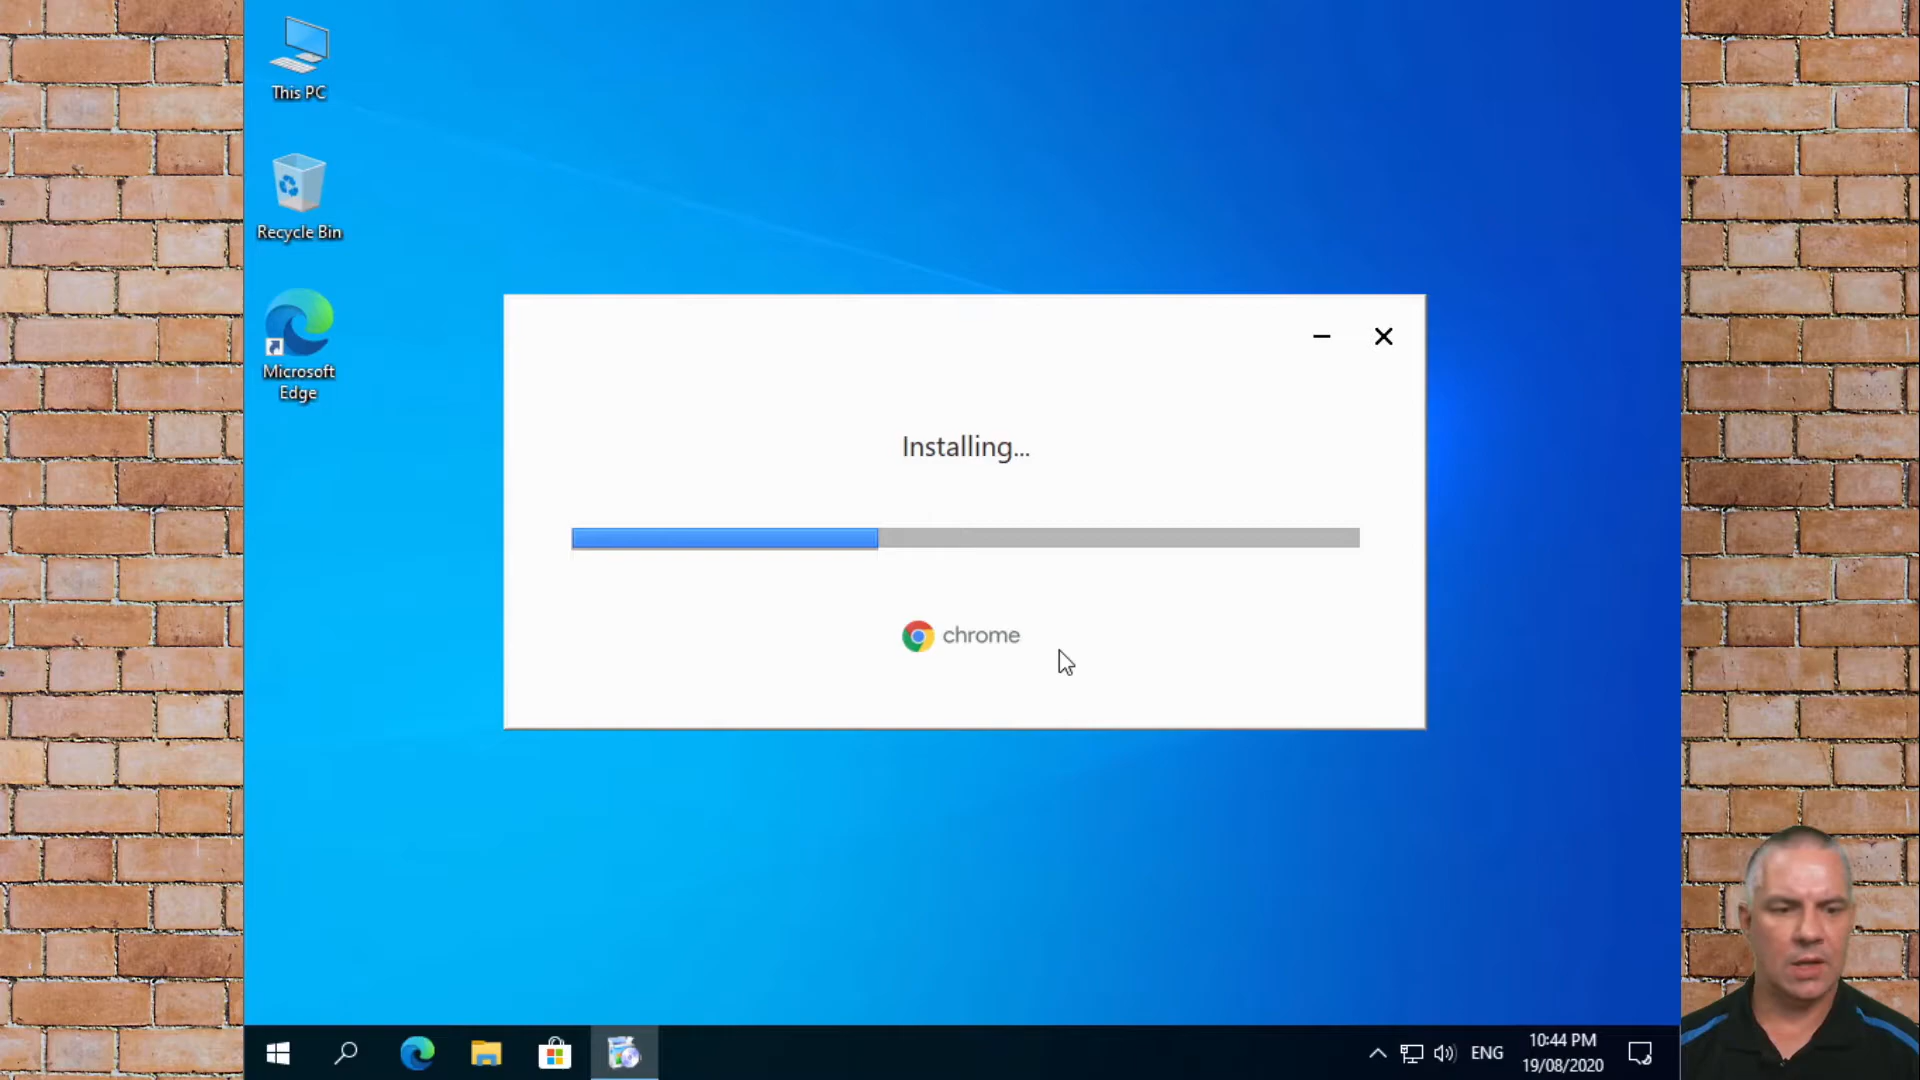 This PC
Recycle Bin
Microsoft
Edge
Installing...
chrome
ENG
10:44 PM
19/08/2020